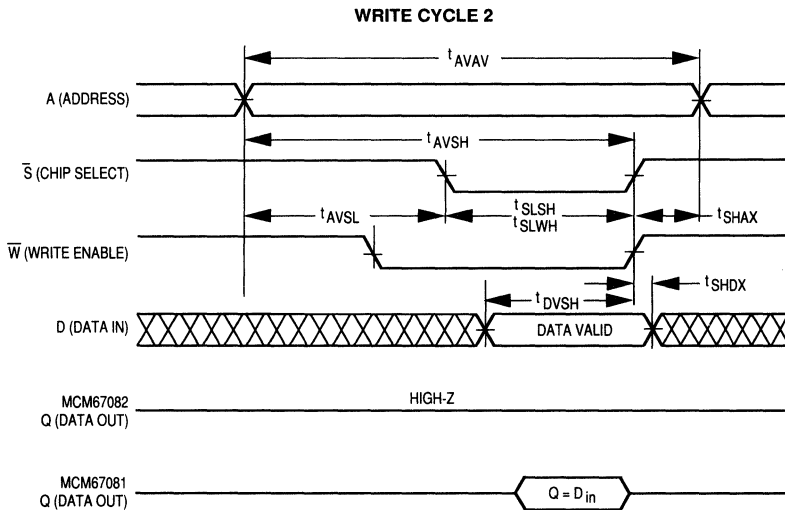 WRITE CYCLE 2
tAVAV
A (ADDRESS)
tAVSH
S̅ (CHIP SELECT)
tAVSL
tSLSH
tSLWH
tSHAX
W̅ (WRITE ENABLE)
tSHDX
tDVSH
D (DATA IN)
DATA VALID
MCM67082
Q (DATA OUT)
HIGH-Z
MCM67081
Q (DATA OUT)
Q = Din